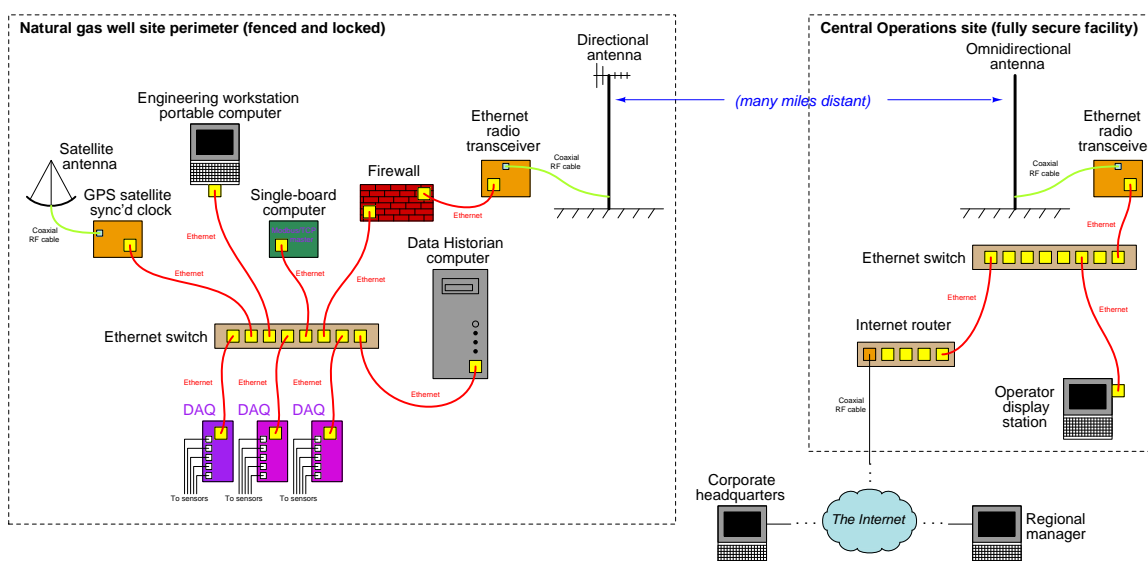 Natural gas well site perimeter (fenced and locked)
Directional
antenna
Engineering workstation
portable computer
Ethernet
radio
transceiver
Satellite
antenna
Firewall
GPS satellite
sync'd clock
Single-board
computer
Coaxial
RF cable
Ethernet
Coaxial
RF cable
Ethernet
Data Historian
computer
Ethernet
Ethernet
Ethernet
Ethernet switch
Ethernet
Ethernet
Ethernet
Ethernet
DAQ
DAQ
DAQ
To sensors
To sensors
To sensors
(many miles distant)
Central Operations site (fully secure facility)
Omnidirectional
antenna
Ethernet
radio
transceiver
Coaxial
RF cable
Ethernet
Ethernet switch
Ethernet
Ethernet
Internet router
Coaxial
RF cable
Operator
display
station
Corporate
headquarters
The Internet
Regional
manager